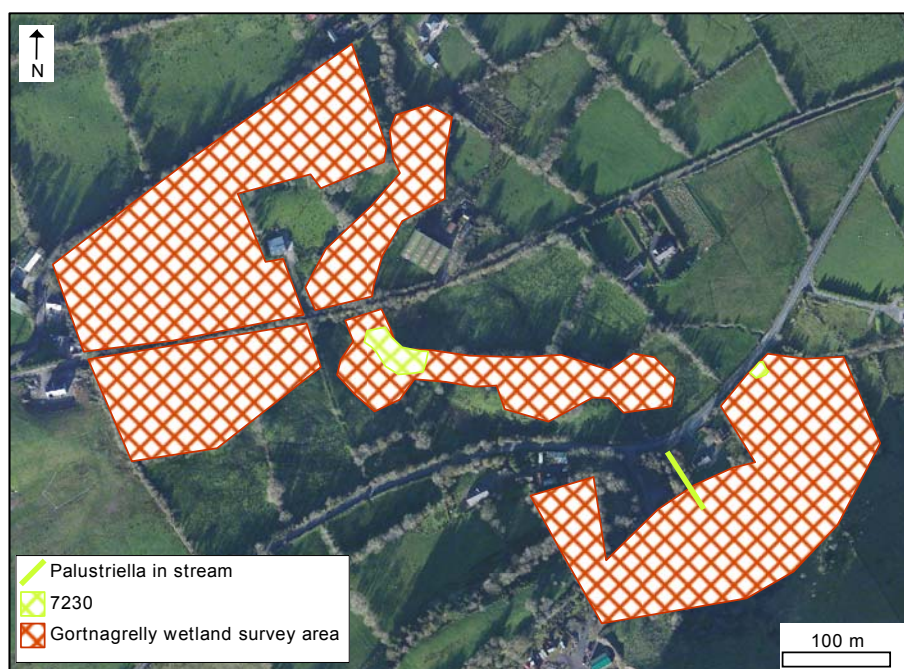 N
Palustriella in stream
7230
Gortnagrelly wetland survey area
100 m